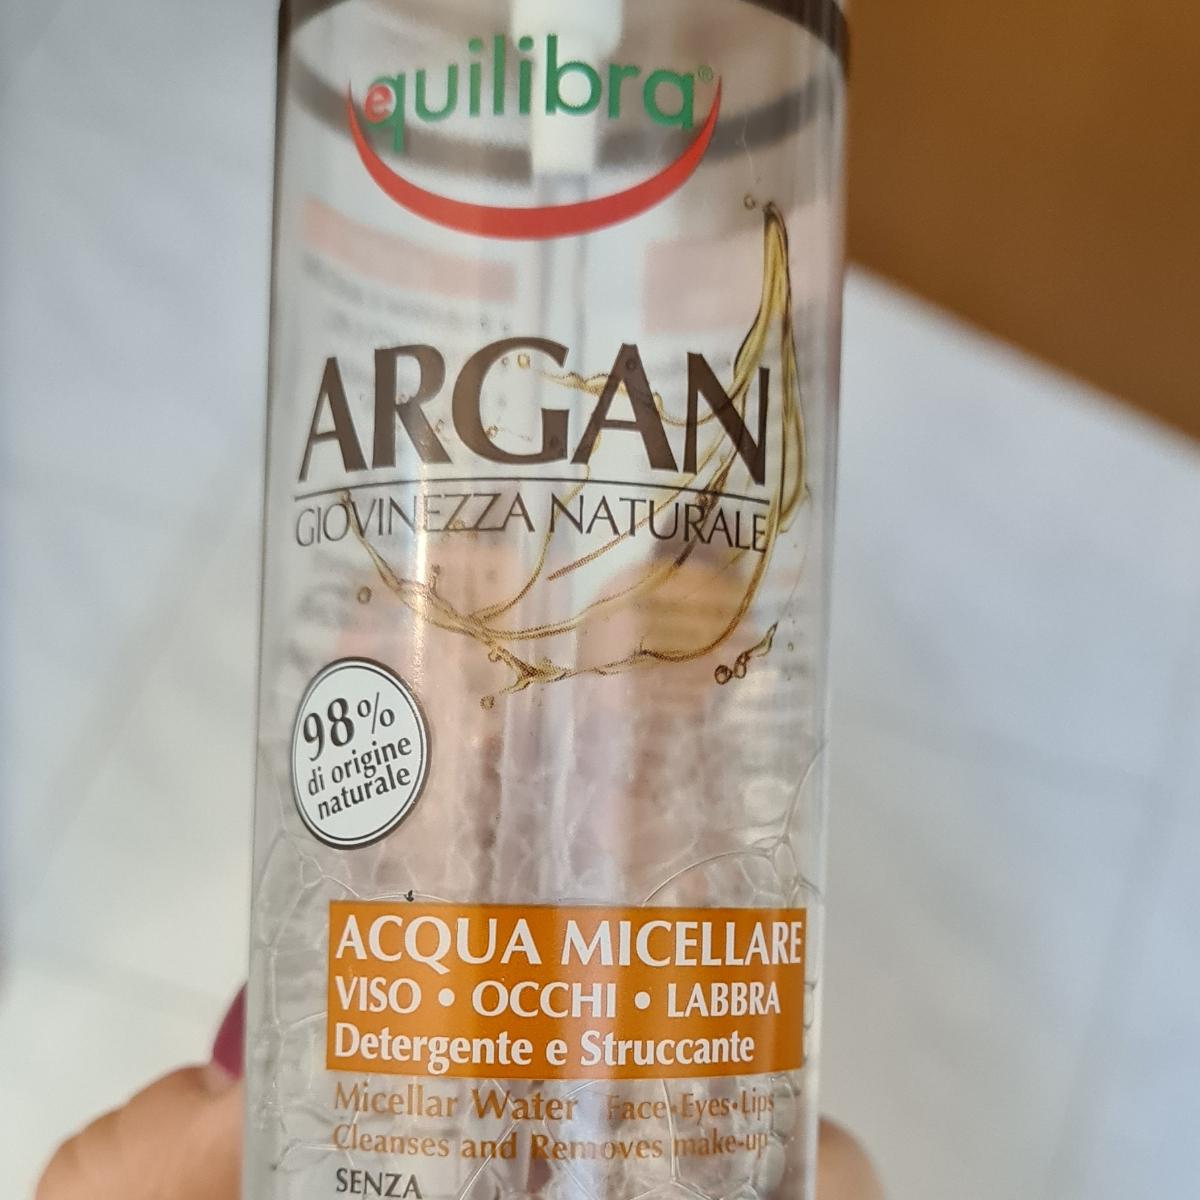 equilibra®
ARGAN
GIOVINEZZA NATURALE
98%
di origine
naturale
ACQUA MICELLARE
VISO • OCCHI • LABBRA
Detergente e Struccante
Micellar Water Face•Eyes•Lips
Cleanses and Removes make-up
SENZA